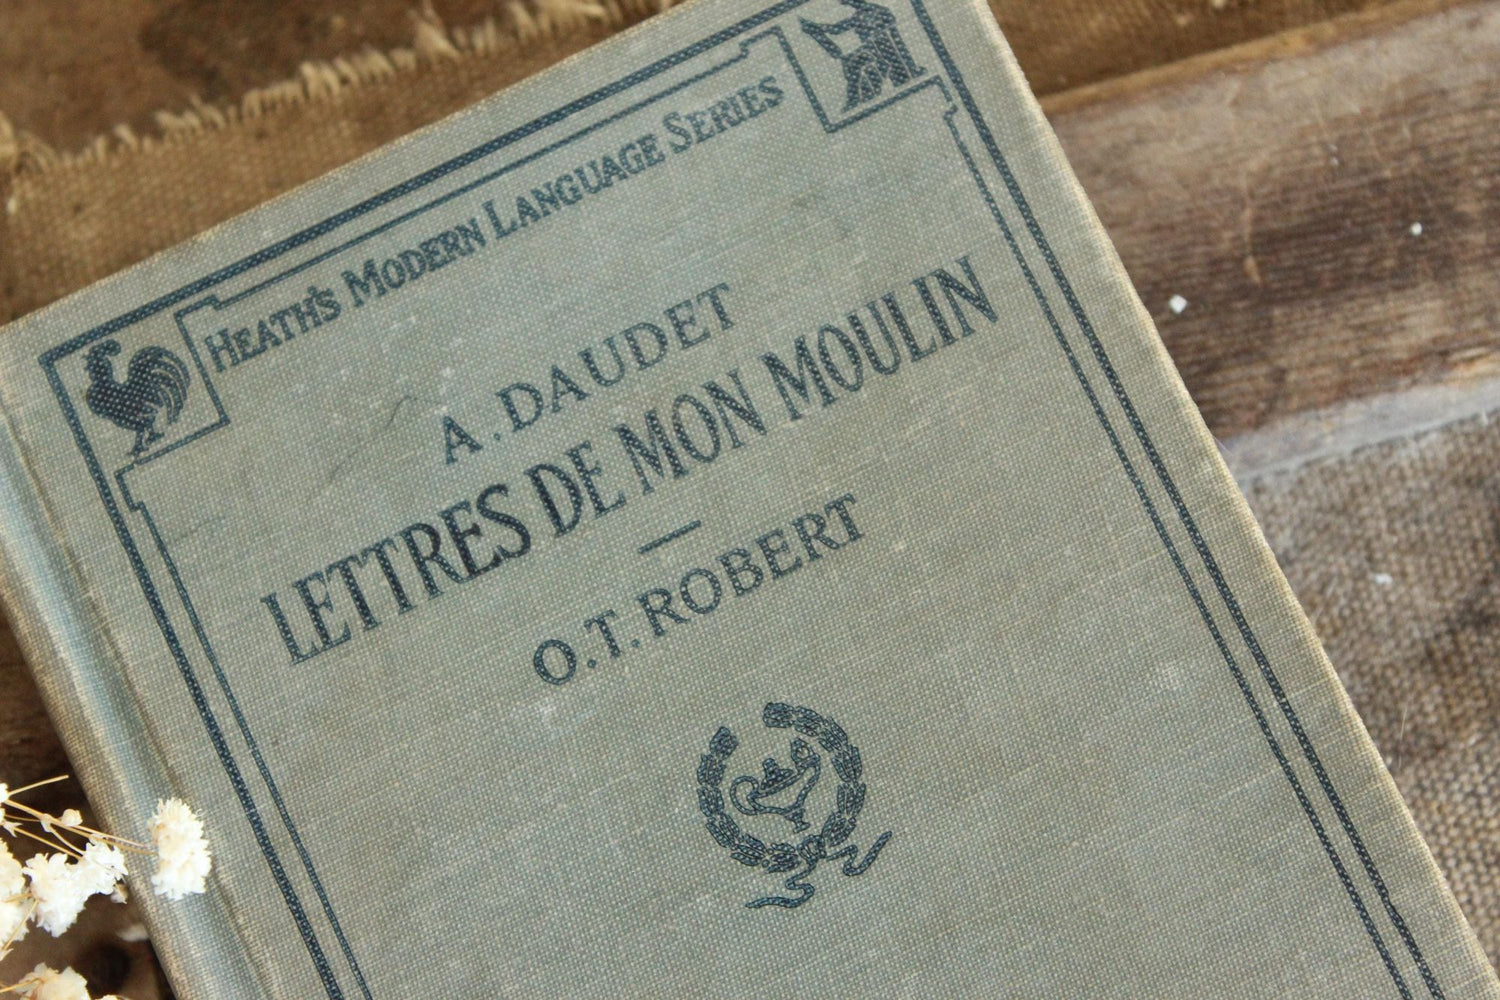 HEATH'S MODERN LANGUAGE SERIES
A. DAUDET
LETTRES DE MON MOULIN
O. T. ROBERT